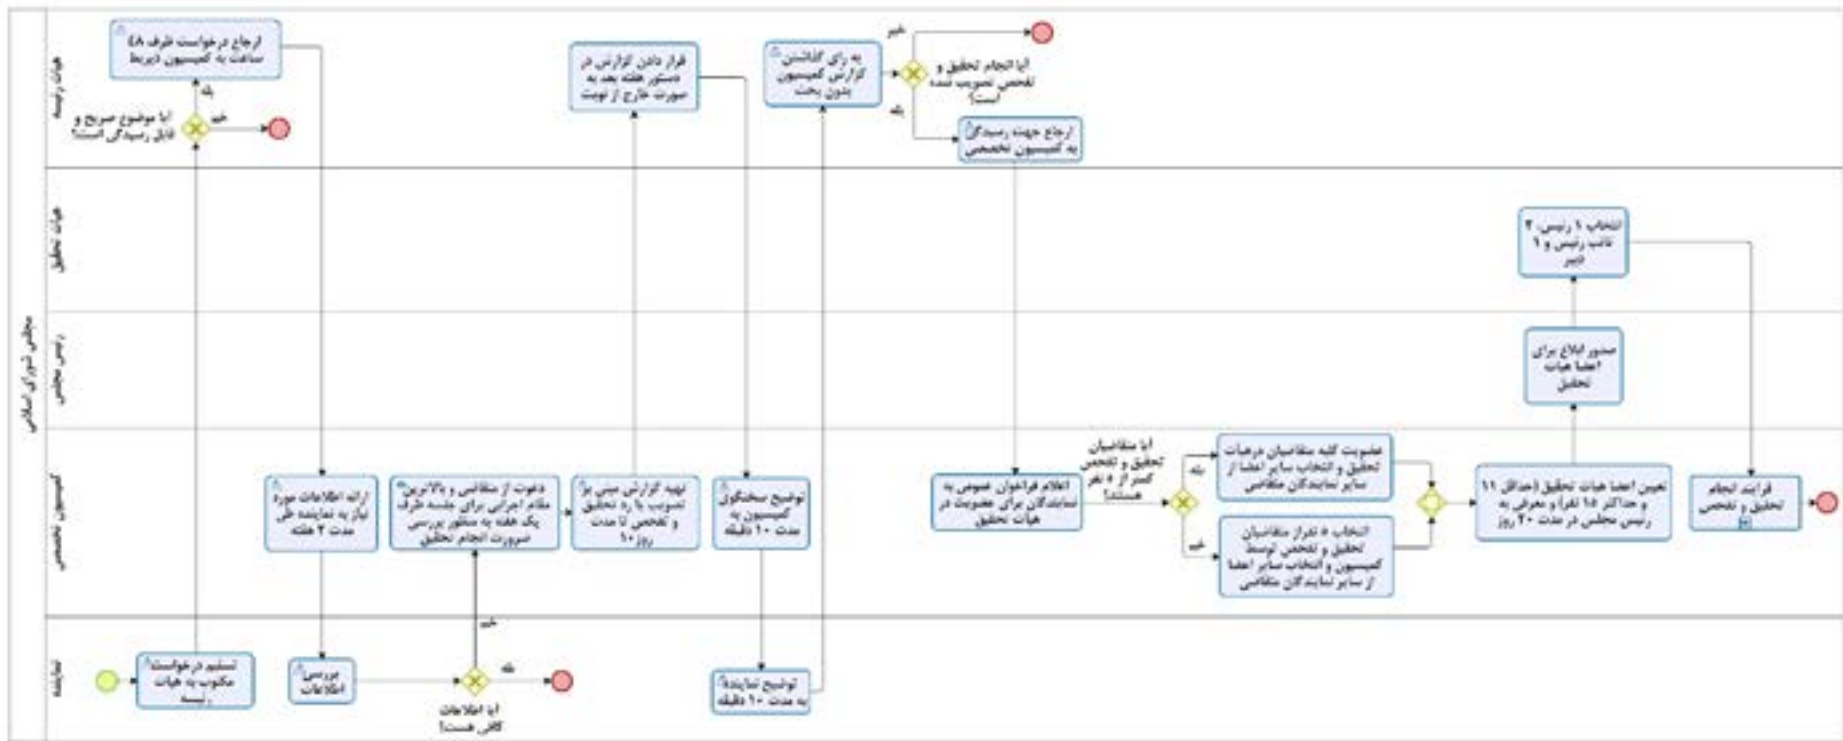 مجلس شورای اسلامی
هیات رئیسه
هیات تحقیق
رئیس مجلس
کمیسیون تخصصی
نماینده
تسلیم درخواست
مکتوب به هیات
رئیسه
آیا موضوع صریح و
قابل رسیدگی است؟
خیر
بله
ارجاع درخواست ظرف ۴۸
ساعت به کمیسیون ذیربط
ارائه اطلاعات مورد
نیاز به نماینده طی
مدت ۲ هفته
بررسی
اطلاعات
آیا اطلاعات
کافی هست؟
بله
خیر
دعوت از متقاضی و بالاترین
مقام اجرایی برای جلسه ظرف
یک هفته به منظور بررسی
ضرورت انجام تحقیق
تهیه گزارش مبنی بر
تصویب یا رد تحقیق
و تفحص تا مدت
۱۰ روز
قرار دادن گزارش در
دستور هفته بعد به
صورت خارج از نوبت
توضیح سخنگوی
کمیسیون به
مدت ۱۰ دقیقه
توضیح نماینده
به مدت ۱۰ دقیقه
به رای گذاشتن
گزارش کمیسیون
بدون بحث
آیا انجام تحقیق و
تفحص تصویب شده
است؟
خیر
بله
ارجاع جهت رسیدگی
به کمیسیون تخصصی
اعلام فراخوان عمومی به
نمایندگان برای عضویت در
هیات تحقیق
آیا متقاضیان
تحقیق و تفحص
کمتر از ۵ نفر
هستند؟
بله
خیر
عضویت کلیه متقاضیان درهیات
تحقیق و انتخاب سایر اعضا از
سایر نمایندگان متقاضی
انتخاب ۵ نفراز متقاضیان
تحقیق و تفحص توسط
کمیسیون و انتخاب سایر اعضا
از سایر نمایندگان متقاضی
تعیین اعضا هیات تحقیق (حداقل ۱۱
و حداکثر ۱۵ نفر) و معرفی به
رئیس مجلس در مدت ۲۰ روز
صدور ابلاغ برای
اعضا هیات
تحقیق
انتخاب ۱ رئیس، ۲
نائب رئیس و ۱
دبیر
فرایند انجام
تحقیق و تفحص